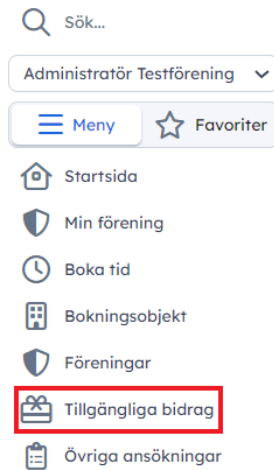 Sök...
Administratör Testförening
Meny
Favoriter
Startsida
Min förening
Boka tid
Bokningsobjekt
Föreningar
Tillgängliga bidrag
Övriga ansökningar